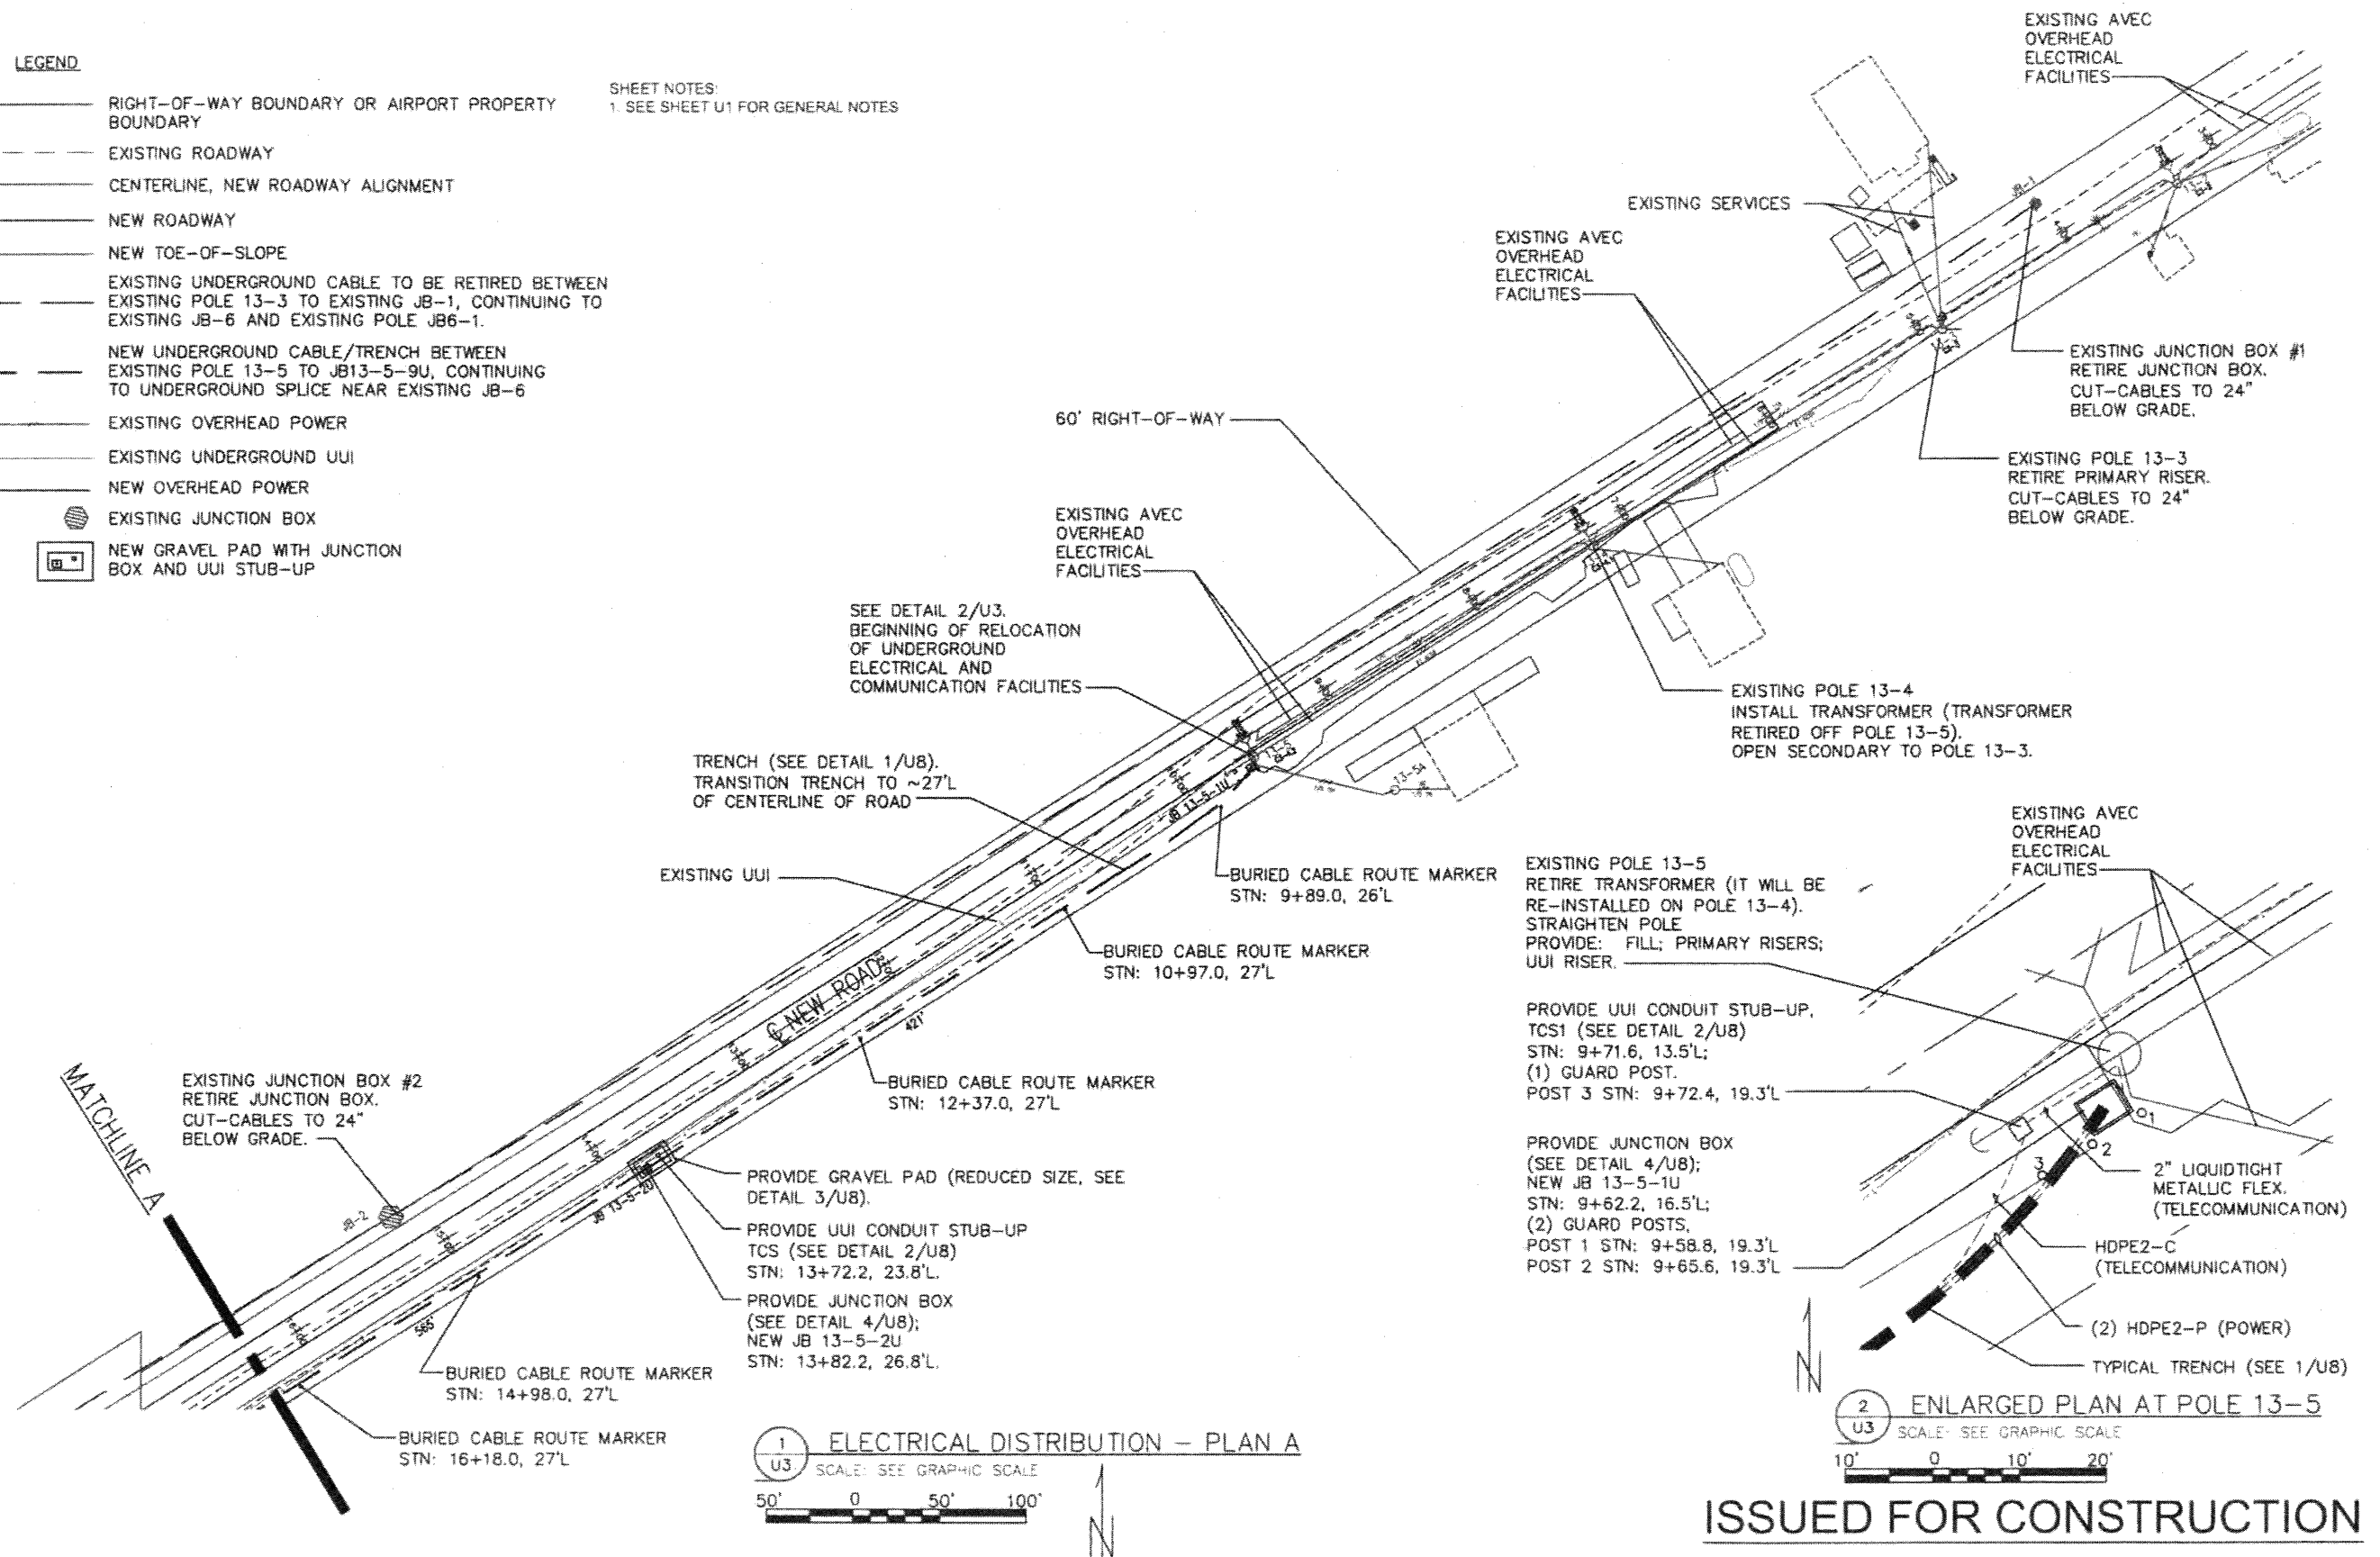 LEGEND
RIGHT-OF-WAY BOUNDARY OR AIRPORT PROPERTY
BOUNDARY
EXISTING ROADWAY
CENTERLINE, NEW ROADWAY ALIGNMENT
NEW ROADWAY
NEW TOE-OF-SLOPE
EXISTING UNDERGROUND CABLE TO BE RETIRED BETWEEN
EXISTING POLE 13-3 TO EXISTING JB-1, CONTINUING TO
EXISTING JB-6 AND EXISTING POLE JB6-1.
NEW UNDERGROUND CABLE/TRENCH BETWEEN
EXISTING POLE 13-5 TO JB13-5-9U, CONTINUING
TO UNDERGROUND SPLICE NEAR EXISTING JB-6
EXISTING OVERHEAD POWER
EXISTING UNDERGROUND UUI
NEW OVERHEAD POWER
EXISTING JUNCTION BOX
NEW GRAVEL PAD WITH JUNCTION
BOX AND UUI STUB-UP
SHEET NOTES:
1. SEE SHEET U1 FOR GENERAL NOTES
EXISTING AVEC
OVERHEAD
ELECTRICAL
FACILITIES
EXISTING SERVICES
JB-1
EXISTING AVEC
OVERHEAD
ELECTRICAL
FACILITIES
EXISTING JUNCTION BOX #1
RETIRE JUNCTION BOX.
CUT-CABLES TO 24"
BELOW GRADE.
60' RIGHT-OF-WAY
EXISTING POLE 13-3
RETIRE PRIMARY RISER.
CUT-CABLES TO 24"
BELOW GRADE.
EXISTING AVEC
OVERHEAD
ELECTRICAL
FACILITIES
SEE DETAIL 2/U3.
BEGINNING OF RELOCATION
OF UNDERGROUND
ELECTRICAL AND
COMMUNICATION FACILITIES
EXISTING POLE 13-4
INSTALL TRANSFORMER (TRANSFORMER
RETIRED OFF POLE 13-5).
OPEN SECONDARY TO POLE 13-3.
TRENCH (SEE DETAIL 1/U8).
TRANSITION TRENCH TO ~27'L
OF CENTERLINE OF ROAD
JB 13-5-1U
13-5A
EXISTING UUI
BURIED CABLE ROUTE MARKER
STN: 9+89.0, 26'L
BURIED CABLE ROUTE MARKER
STN: 10+97.0, 27'L
℄ NEW ROAD
421'
BURIED CABLE ROUTE MARKER
STN: 12+37.0, 27'L
MATCHLINE A
EXISTING JUNCTION BOX #2
RETIRE JUNCTION BOX.
CUT-CABLES TO 24"
BELOW GRADE.
JB-2
JB 13-5-2U
PROVIDE GRAVEL PAD (REDUCED SIZE, SEE
DETAIL 3/U8).
PROVIDE UUI CONDUIT STUB-UP
TCS (SEE DETAIL 2/U8)
STN: 13+72.2, 23.8'L.
PROVIDE JUNCTION BOX
(SEE DETAIL 4/U8);
NEW JB 13-5-2U
STN: 13+82.2, 26.8'L.
565'
BURIED CABLE ROUTE MARKER
STN: 14+98.0, 27'L
BURIED CABLE ROUTE MARKER
STN: 16+18.0, 27'L
1
U3
ELECTRICAL DISTRIBUTION - PLAN A
SCALE: SEE GRAPHIC SCALE
50' 0 50' 100'
N
EXISTING AVEC
OVERHEAD
ELECTRICAL
FACILITIES
EXISTING POLE 13-5
RETIRE TRANSFORMER (IT WILL BE
RE-INSTALLED ON POLE 13-4).
STRAIGHTEN POLE
PROVIDE: FILL; PRIMARY RISERS;
UUI RISER.
PROVIDE UUI CONDUIT STUB-UP,
TCS1 (SEE DETAIL 2/U8)
STN: 9+71.6, 13.5'L;
(1) GUARD POST.
POST 3 STN: 9+72.4, 19.3'L
PROVIDE JUNCTION BOX
(SEE DETAIL 4/U8);
NEW JB 13-5-1U
STN: 9+62.2, 16.5'L;
(2) GUARD POSTS,
POST 1 STN: 9+58.8, 19.3'L
POST 2 STN: 9+65.6, 19.3'L
1
2
3
2" LIQUIDTIGHT
METALLIC FLEX.
(TELECOMMUNICATION)
HDPE2-C
(TELECOMMUNICATION)
(2) HDPE2-P (POWER)
TYPICAL TRENCH (SEE 1/U8)
N
2
U3
ENLARGED PLAN AT POLE 13-5
SCALE: SEE GRAPHIC SCALE
10' 0 10' 20'
ISSUED FOR CONSTRUCTION